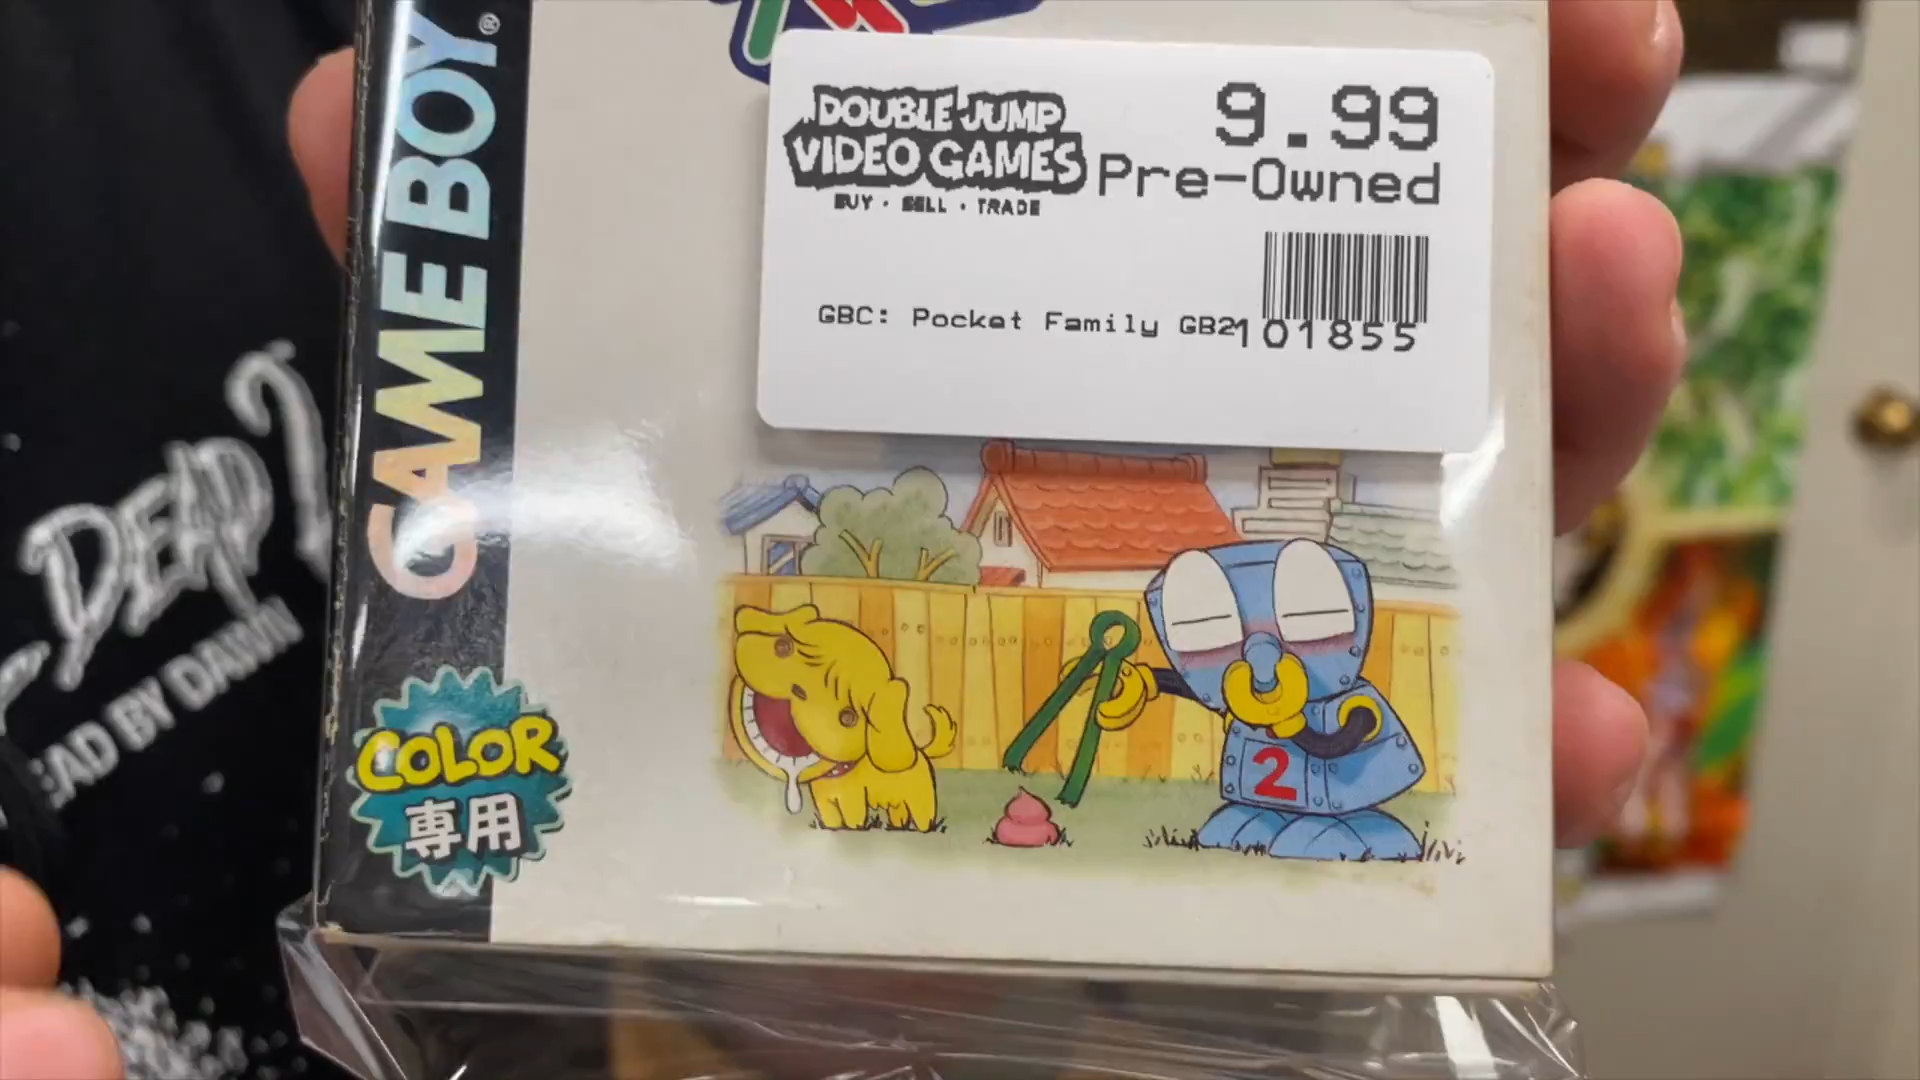 GAME BOY®
DOUBLE JUMP
VIDEO GAMES
BUY · SELL · TRADE
9.99
Pre-Owned
GBC: Pocket Family GB2
101855
COLOR
専用
2
DEAD?
DEAD BY DAWN